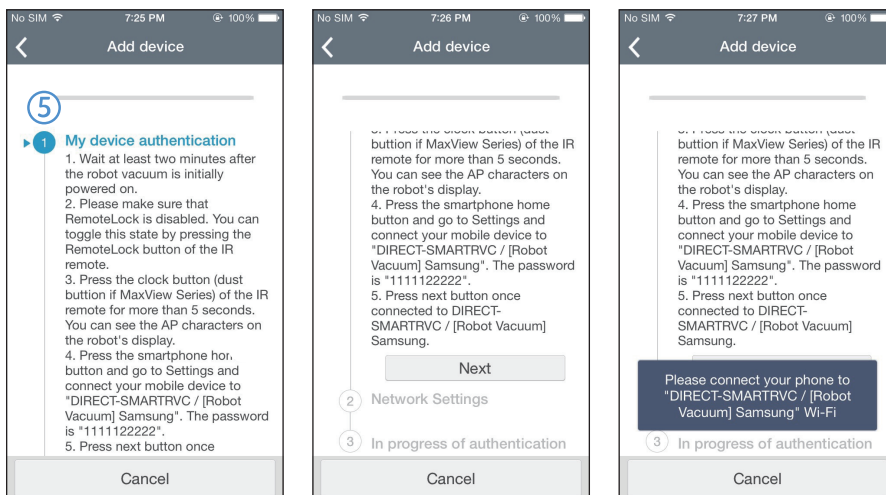 No SIM 7:25 PM 100%
Add device
5
1 My device authentication
1. Wait at least two minutes after
the robot vacuum is initially
powered on.
2. Please make sure that
RemoteLock is disabled. You can
toggle this state by pressing the
RemoteLock button of the IR
remote.
3. Press the clock button (dust
buttion if MaxView Series) of the IR
remote for more than 5 seconds.
You can see the AP characters on
the robot's display.
4. Press the smartphone
button and go to Settings and
connect your mobile device to
"DIRECT-SMARTRVC / [Robot
Vacuum] Samsung". The password
is "1111122222".
5. Press next button once
Cancel
No SIM 7:26 PM 100%
Add device
3. Press the clock button (dust
buttion if MaxView Series) of the IR
remote for more than 5 seconds.
You can see the AP characters on
the robot's display.
4. Press the smartphone home
button and go to Settings and
connect your mobile device to
"DIRECT-SMARTRVC / [Robot
Vacuum] Samsung". The password
is "1111122222".
5. Press next button once
connected to DIRECT-
SMARTRVC / [Robot Vacuum]
Samsung.
Next
2 Network Settings
3 In progress of authentication
Cancel
No SIM 7:27 PM 100%
Add device
3. Press the clock button (dust
buttion if MaxView Series) of the IR
remote for more than 5 seconds.
You can see the AP characters on
the robot's display.
4. Press the smartphone home
button and go to Settings and
connect your mobile device to
"DIRECT-SMARTRVC / [Robot
Vacuum] Samsung". The password
is "1111122222".
5. Press next button once
connected to DIRECT-
SMARTRVC / [Robot Vacuum]
Samsung.
Please connect your phone to
"DIRECT-SMARTRVC / [Robot
Vacuum] Samsung" Wi-Fi
3 In progress of authentication
Cancel